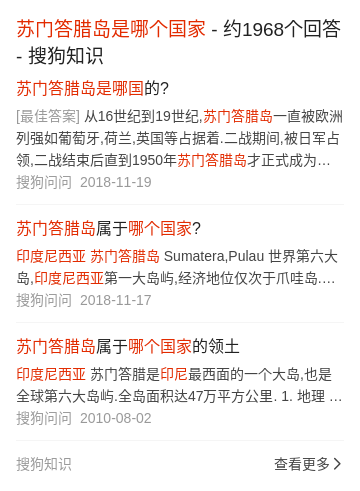 苏门答腊岛是哪个国家 - 约1968个回答
- 搜狗知识
苏门答腊岛是哪国的?
[最佳答案] 从16世纪到19世纪,苏门答腊岛一直被欧洲
列强如葡萄牙,荷兰,英国等占据着.二战期间,被日军占
领,二战结束后直到1950年苏门答腊岛才正式成为…
搜狗问问 2018-11-19
苏门答腊岛属于哪个国家?
印度尼西亚 苏门答腊岛 Sumatera,Pulau 世界第六大
岛,印度尼西亚第一大岛屿,经济地位仅次于爪哇岛.…
搜狗问问 2018-11-17
苏门答腊岛属于哪个国家的领土
印度尼西亚 苏门答腊是印尼最西面的一个大岛,也是
全球第六大岛屿.全岛面积达47万平方公里. 1. 地理 …
搜狗问问 2010-08-02
搜狗知识 查看更多